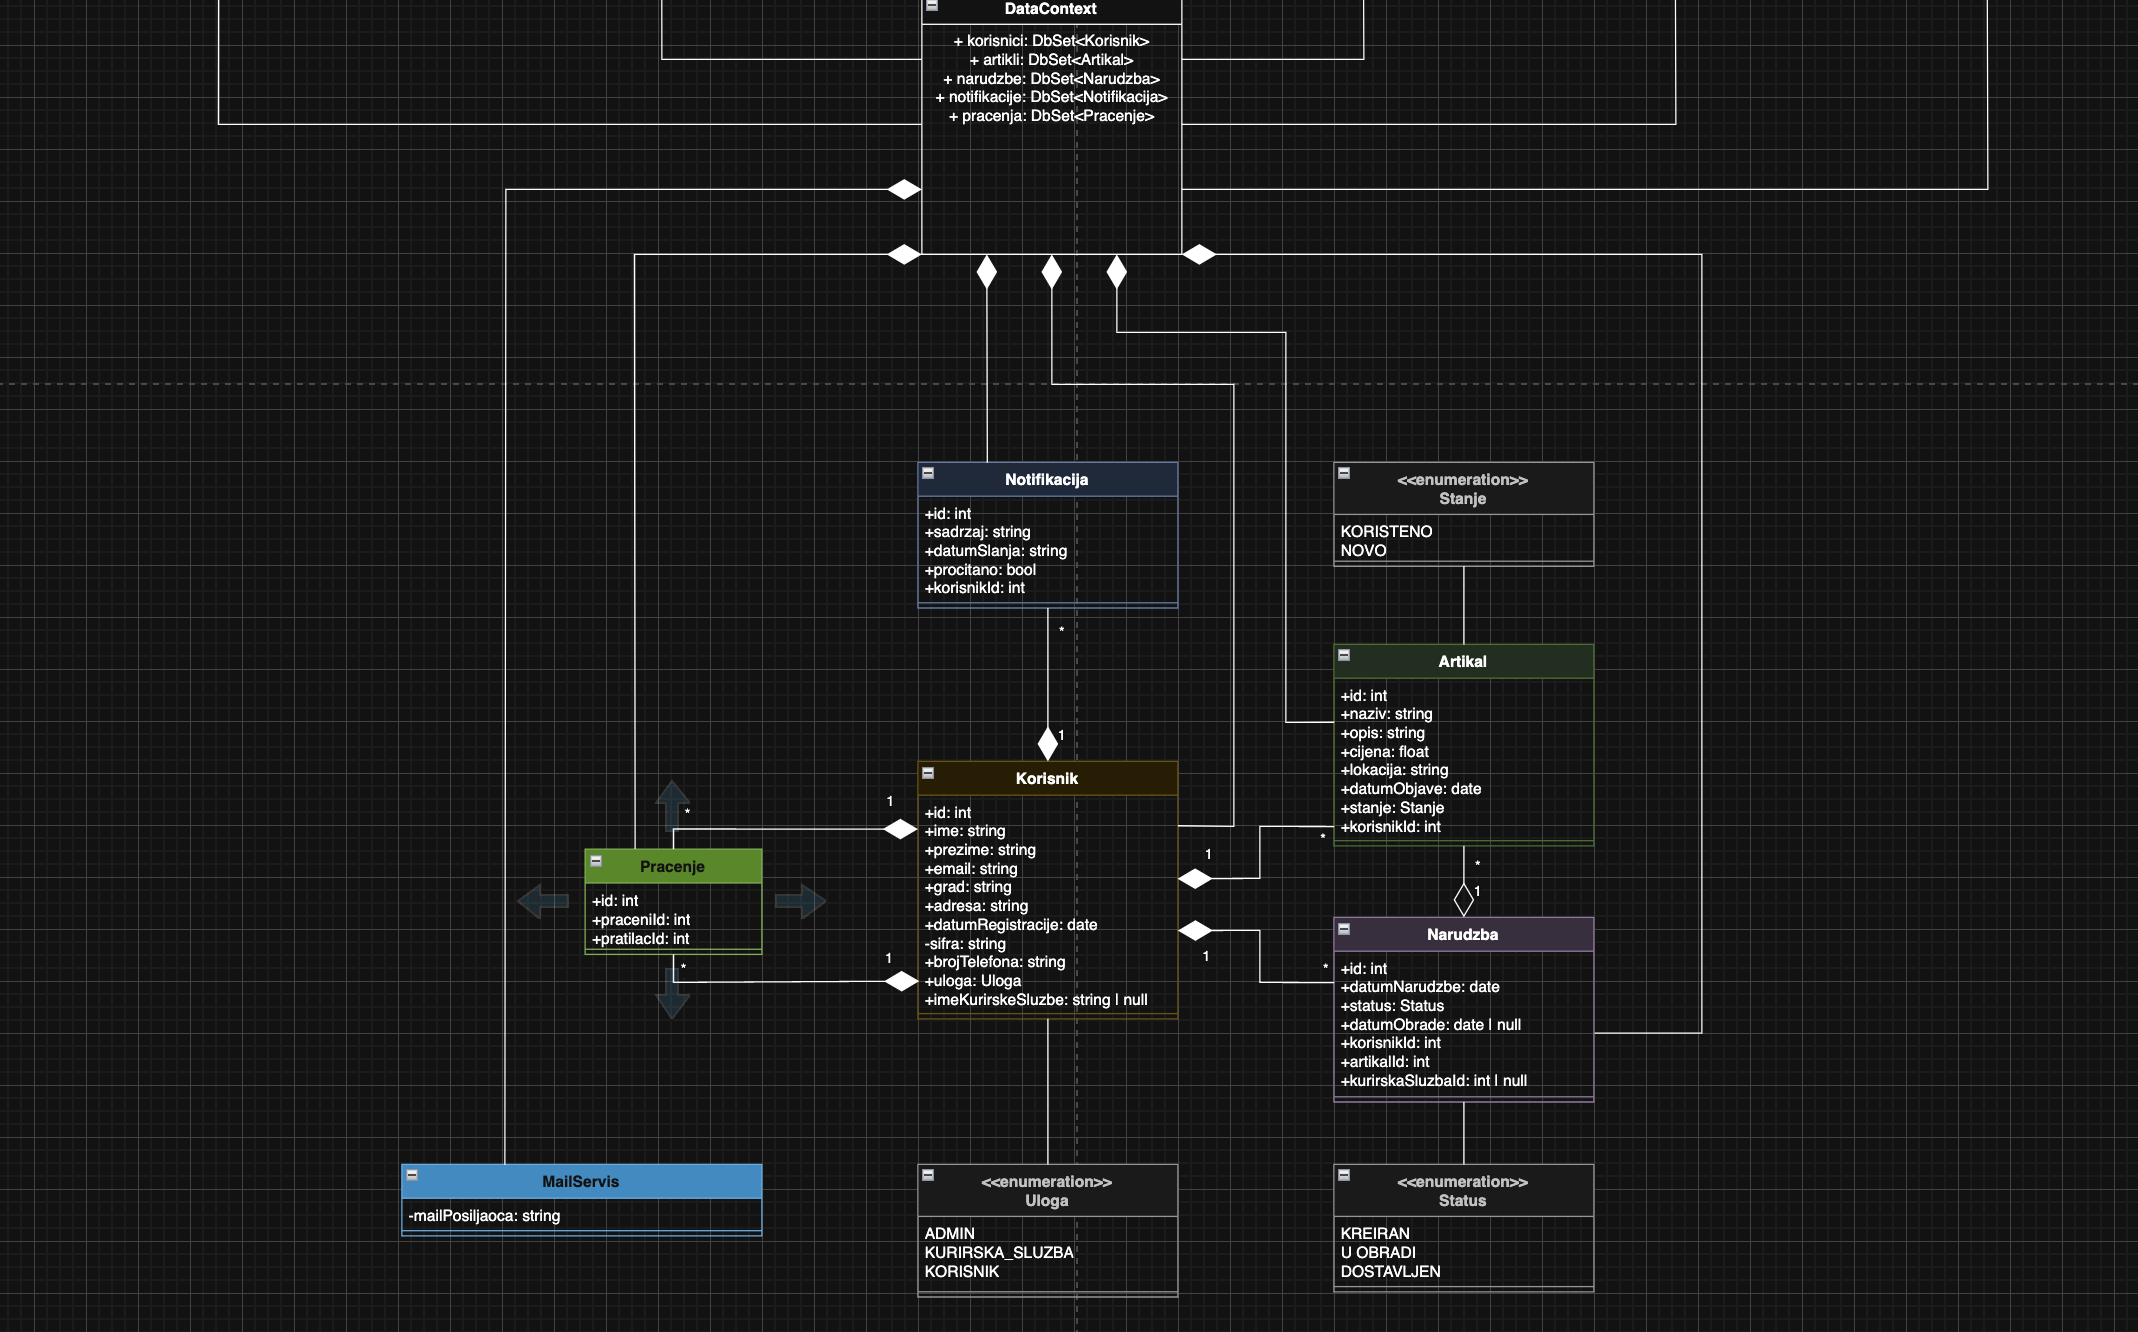 DataContext
+ korisnici: DbSet<Korisnik>
+ artikli: DbSet<Artikal>
+ narudzbe: DbSet<Narudzba>
+ notifikacije: DbSet<Notifikacija>
+ pracenja: DbSet<Pracenje>
Notifikacija
+id: int
+sadrzaj: string
+datumSlanja: string
+procitano: bool
+korisnikId: int
*
1
<<enumeration>>
Stanje
KORISTENO
NOVO
Artikal
+id: int
+naziv: string
+opis: string
+cijena: float
+lokacija: string
+datumObjave: date
+stanje: Stanje
+korisnikId: int
*
1
Pracenje
+id: int
+praceniId: int
+pratilacId: int
*
1
*
1
Korisnik
+id: int
+ime: string
+prezime: string
+email: string
+grad: string
+adresa: string
+datumRegistracije: date
-sifra: string
+brojTelefona: string
+uloga: Uloga
+imeKurirskeSluzbe: string | null
1
*
1
*
Narudzba
+id: int
+datumNarudzbe: date
+status: Status
+datumObrade: date | null
+korisnikId: int
+artikalId: int
+kurirskaSluzbaId: int | null
MailServis
-mailPosiljaoca: string
<<enumeration>>
Uloga
ADMIN
KURIRSKA_SLUZBA
KORISNIK
<<enumeration>>
Status
KREIRAN
U OBRADI
DOSTAVLJEN